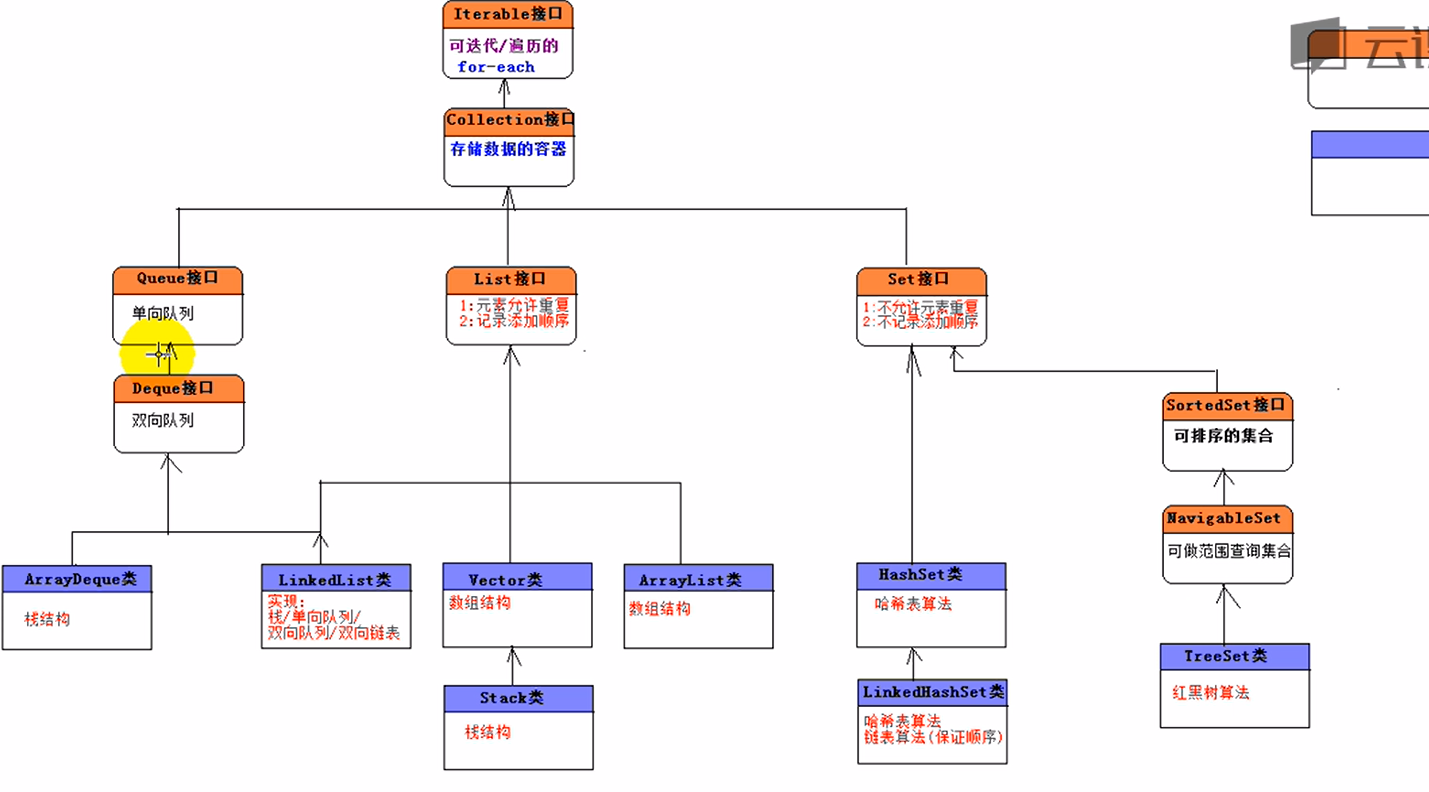 Iterable接口
可迭代/遍历的
for-each
Collection接口
存储数据的容器
Queue接口
单向队列
List接口
1:元素允许重复
2:记录添加顺序
Set接口
1:不允许元素重复
2:不记录添加顺序
Deque接口
双向队列
SortedSet接口
可排序的集合
NavigableSet
可做范围查询集合
ArrayDeque类
栈结构
LinkedList类
实现:
栈/单向队列/
双向队列/双向链表
Vector类
数组结构
ArrayList类
数组结构
HashSet类
哈希表算法
Stack类
栈结构
LinkedHashSet类
哈希表算法
链表算法(保证顺序)
TreeSet类
红黑树算法
云